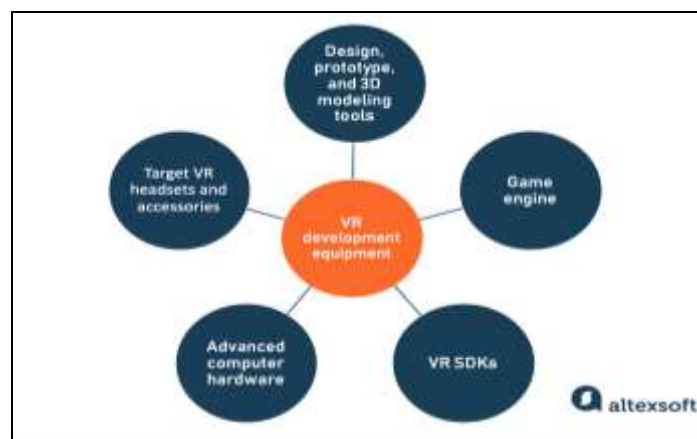 Design,
prototype,
and 3D
modeling
tools
Target VR
headsets and
accessories
Game
engine
VR
development
equipment
Advanced
computer
hardware
VR SDKs
altexsoft